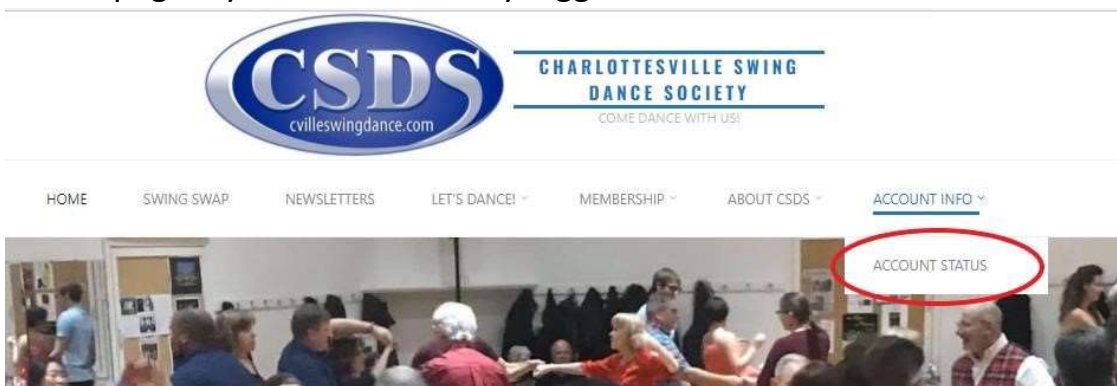 CSDS
cvilleswingdance.com
CHARLOTTESVILLE SWING
DANCE SOCIETY
COME DANCE WITH US!
HOME SWING SWAP NEWSLETTERS LET'S DANCE! MEMBERSHIP ABOUT CSDS ACCOUNT INFO
ACCOUNT STATUS